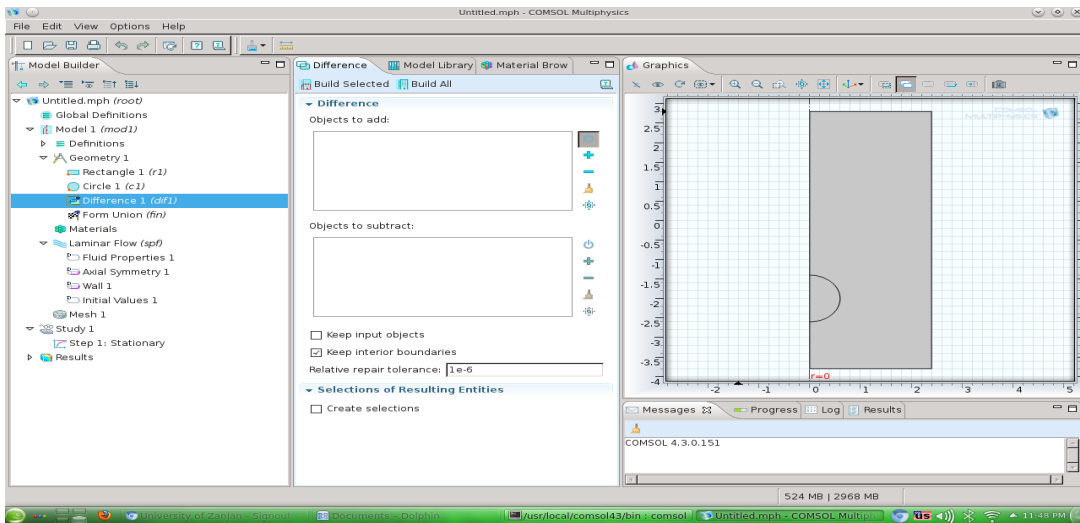 Untitled.mph - COMSOL Multiphysics
File Edit View Options Help
Model Builder
Untitled.mph (root)
Global Definitions
Model 1 (mod1)
Definitions
Geometry 1
Rectangle 1 (r1)
Circle 1 (c1)
Difference 1 (dif1)
Form Union (fin)
Materials
Laminar Flow (spf)
Fluid Properties 1
Axial Symmetry 1
Wall 1
Initial Values 1
Mesh 1
Study 1
Step 1: Stationary
Results
Difference Model Library Material Brow
Build Selected Build All
Difference
Objects to add:
Objects to subtract:
Keep input objects
Keep interior boundaries
Relative repair tolerance: 1e-6
Selections of Resulting Entities
Create selections
Graphics
COMSOL
MULTIPHYSICS
3
2.5
2
1.5
1
0.5
0
-0.5
-1
-1.5
-2
-2.5
-3
-3.5
-4
r=0
-2 -1 0 1 2 3 4 5
Messages Progress Log Results
COMSOL 4.3.0.151
524 MB | 2968 MB
University of Zanjan - Signout Documents – Dolphin /usr/local/comsol43/bin : comsol Untitled.mph - COMSOL Multip us 11:48 PM